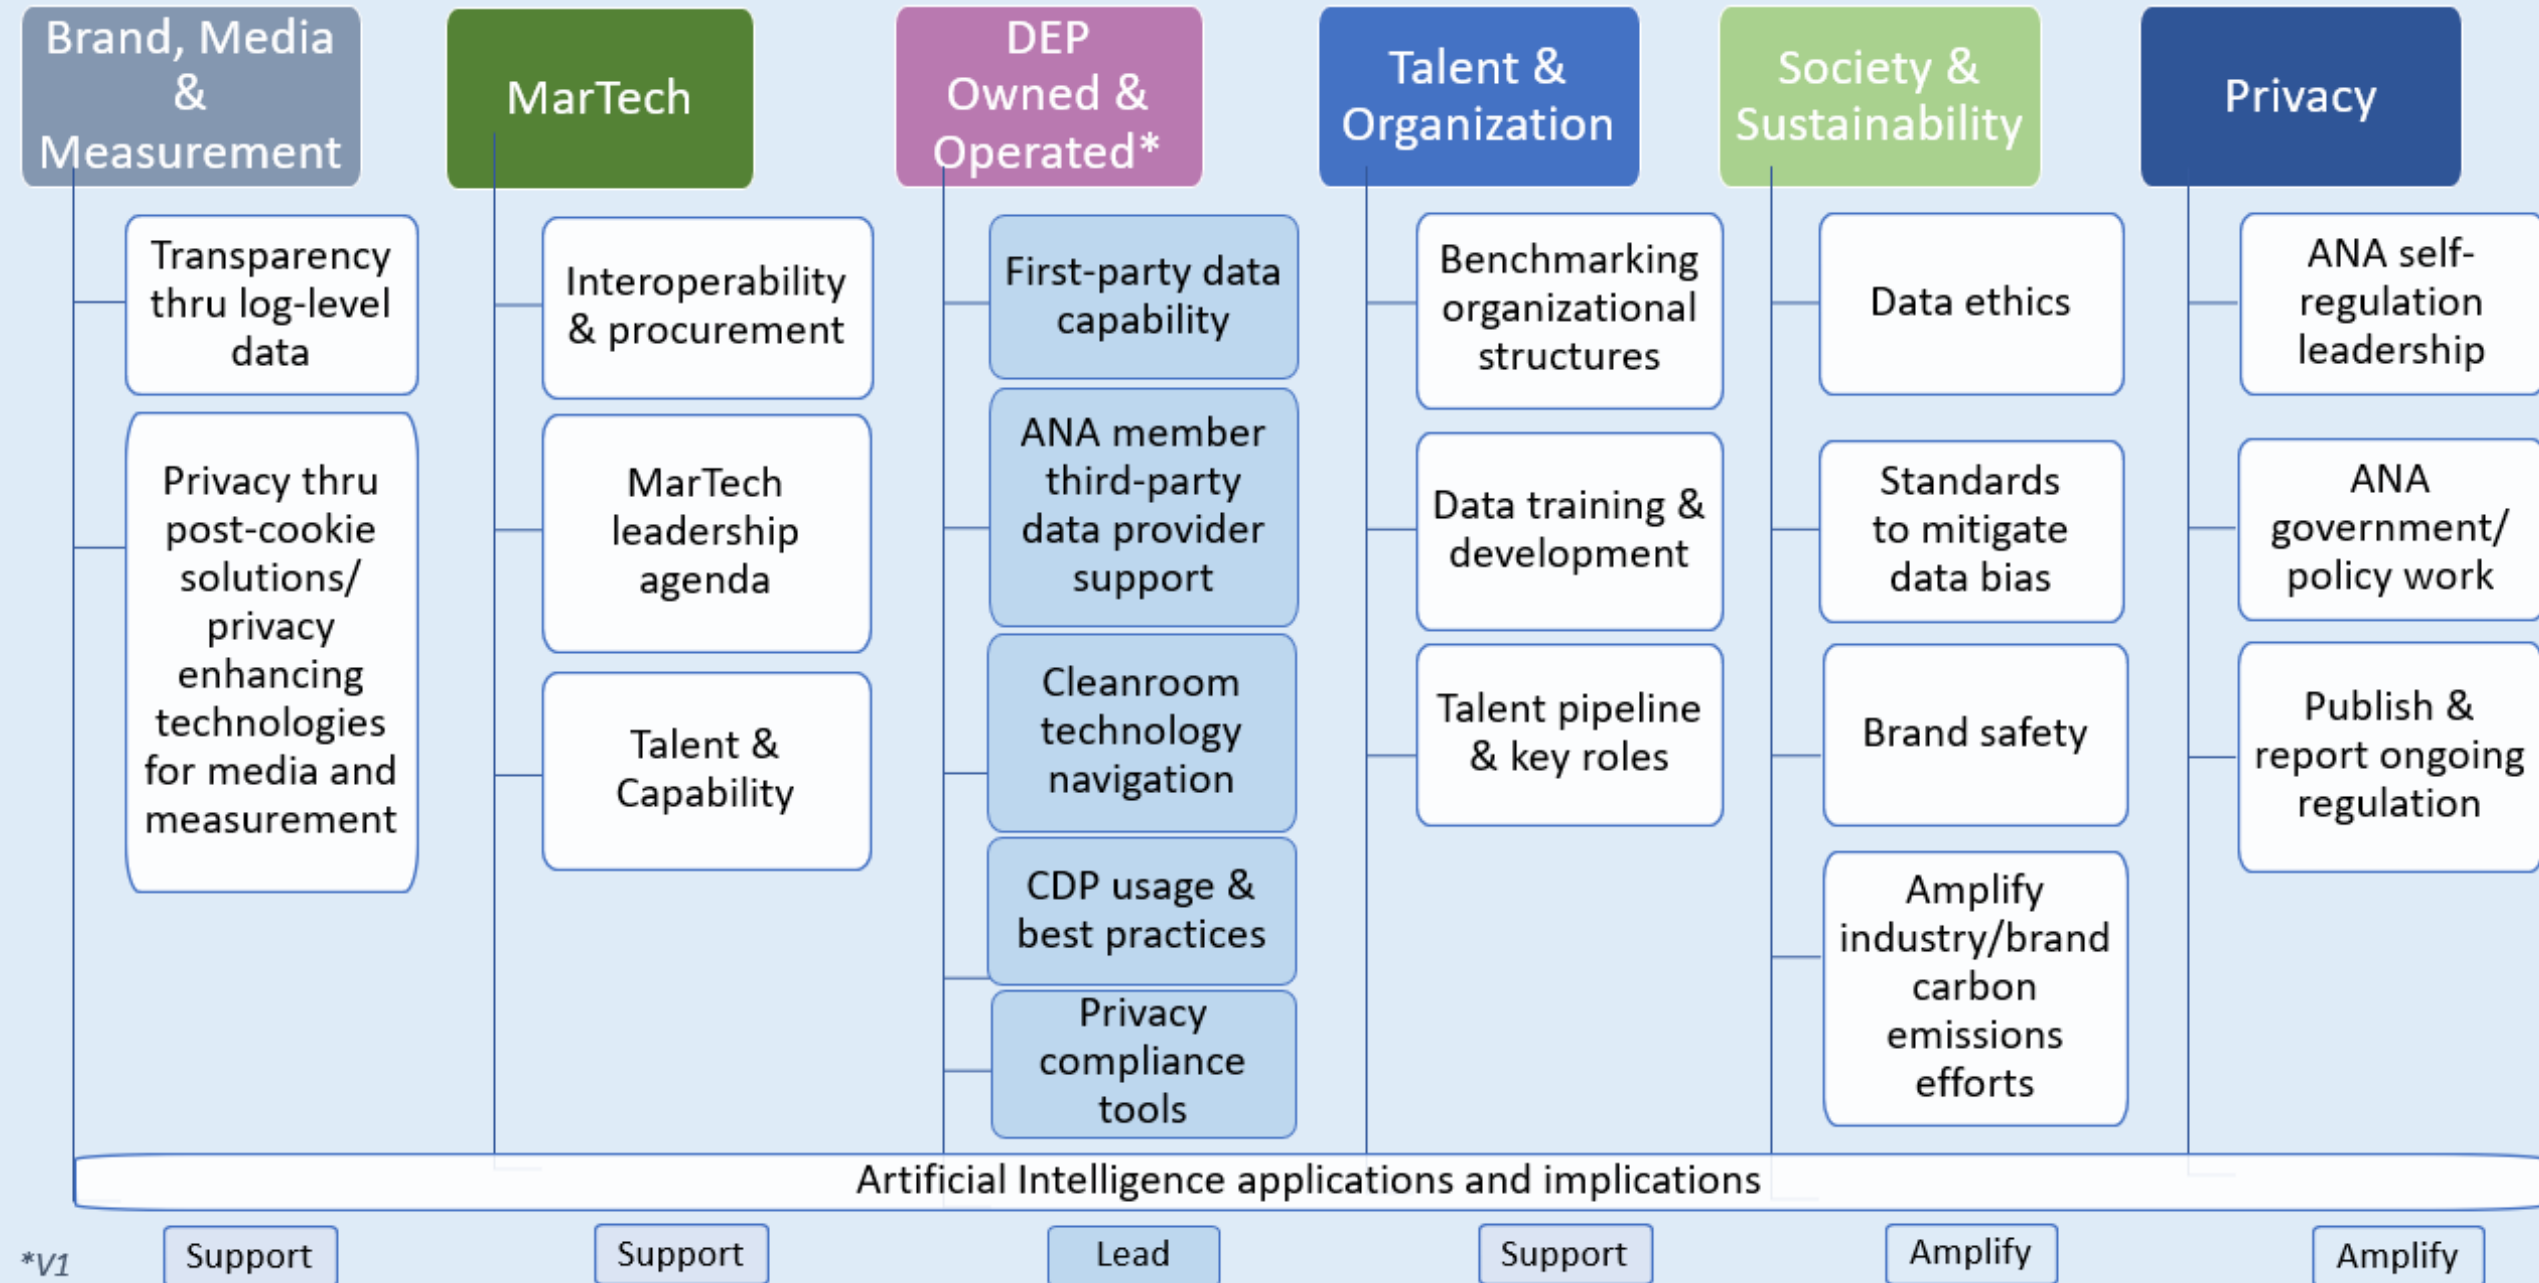 Brand, Media
&
Measurement
Transparency
thru log-level
data
Privacy thru
post-cookie
solutions/
privacy
enhancing
technologies
for media and
measurement
MarTech
Interoperability
& procurement
MarTech
leadership
agenda
Talent &
Capability
DEP
Owned &
Operated*
First-party data
capability
ANA member
third-party
data provider
support
Cleanroom
technology
navigation
CDP usage &
best practices
Privacy
compliance
tools
Talent &
Organization
Benchmarking
organizational
structures
Data training &
development
Talent pipeline
& key roles
Society &
Sustainability
Data ethics
Standards
to mitigate
data bias
Brand safety
Amplify
industry/brand
carbon
emissions
efforts
Privacy
ANA self-
regulation
leadership
ANA
government/
policy work
Publish &
report ongoing
regulation
Artificial Intelligence applications and implications
*V1
Support
Support
Lead
Support
Amplify
Amplify